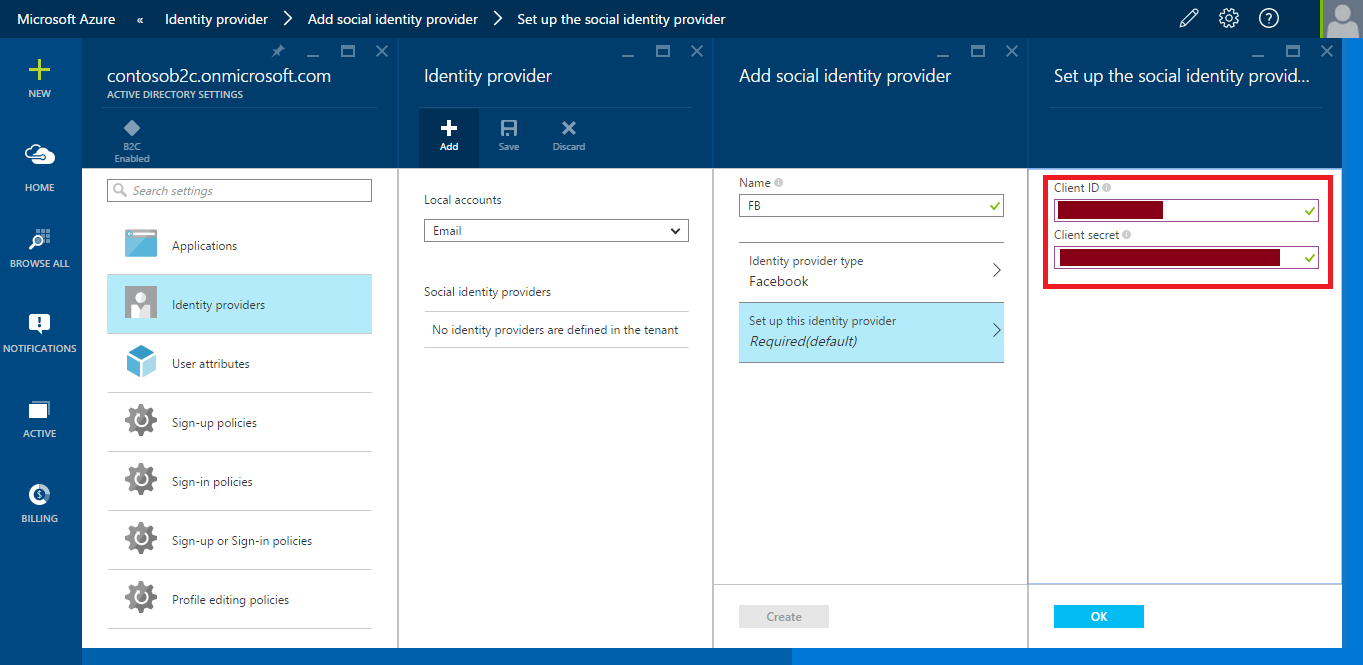 Microsoft Azure « Identity provider > Add social identity provider > Set up the social identity provider
NEW
HOME
BROWSE ALL
NOTIFICATIONS
ACTIVE
BILLING
contosob2c.onmicrosoft.com
ACTIVE DIRECTORY SETTINGS
B2C
Enabled
Search settings
Applications
Identity providers
User attributes
Sign-up policies
Sign-in policies
Sign-up or Sign-in policies
Profile editing policies
Identity provider
Add Save Discard
Local accounts
Email
Social identity providers
No identity providers are defined in the tenant
Add social identity provider
Name
FB
Identity provider type
Facebook
Set up this identity provider
Required(default)
Create
Set up the social identity provid...
Client ID
Client secret
OK